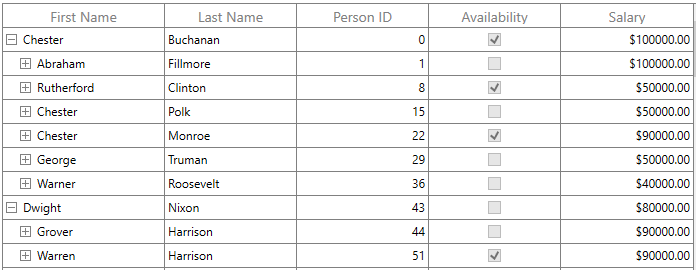 First Name Last Name Person ID Availability Salary
Chester Buchanan 0 $100000.00
Abraham Fillmore 1 $100000.00
Rutherford Clinton 8 $50000.00
Chester Polk 15 $50000.00
Chester Monroe 22 $90000.00
George Truman 29 $50000.00
Warner Roosevelt 36 $40000.00
Dwight Nixon 43 $80000.00
Grover Harrison 44 $90000.00
Warren Harrison 51 $90000.00